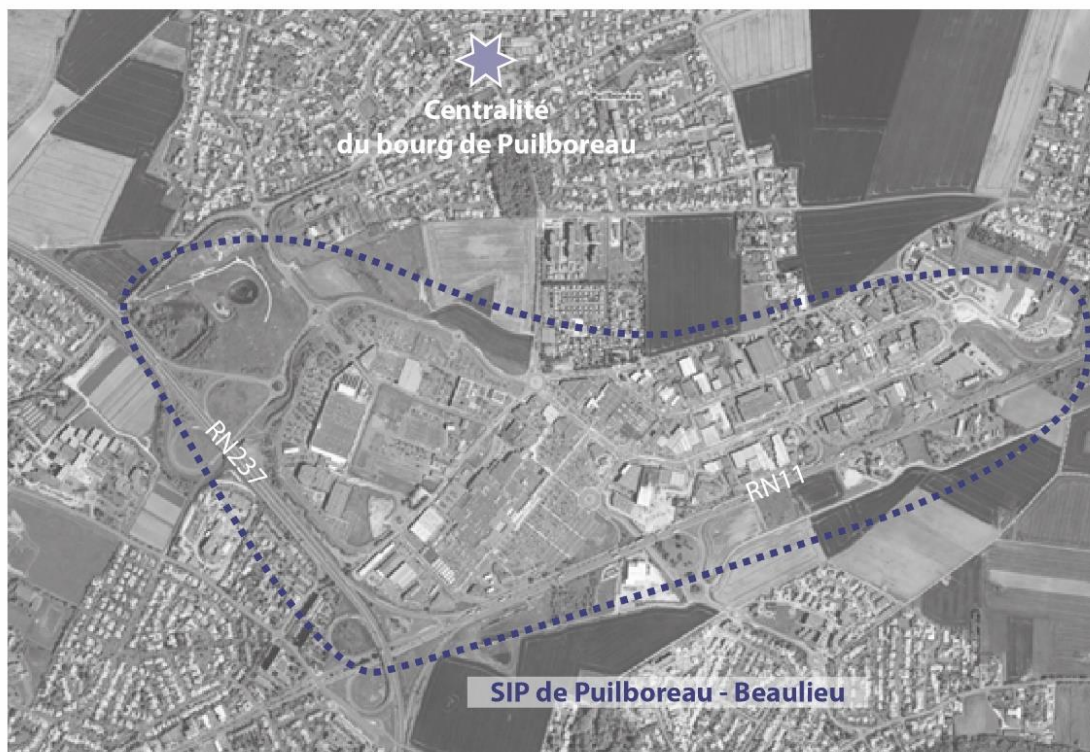 Centralité
du bourg de Puilboreau
RN237
RN11
SIP de Puilboreau - Beaulieu